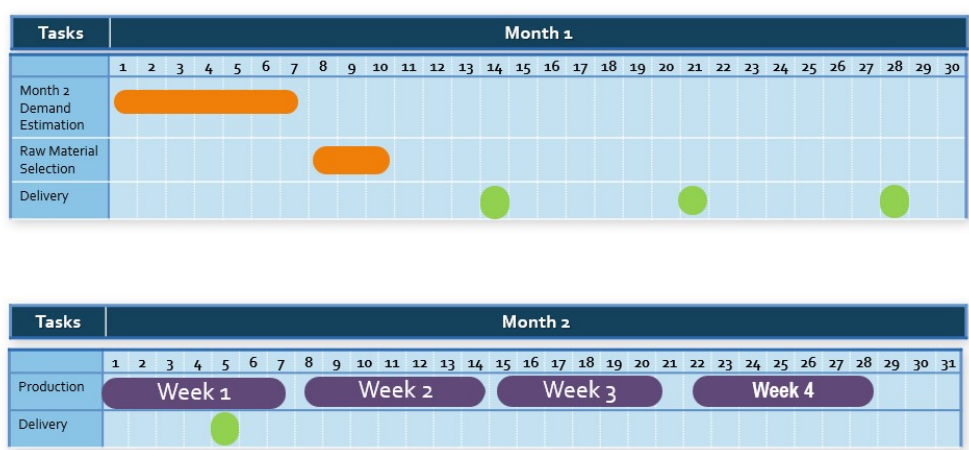 Tasks Month 1
1 2 3 4 5 6 7 8 9 10 11 12 13 14 15 16 17 18 19 20 21 22 23 24 25 26 27 28 29 30
Month 2
Demand
Estimation
Raw Material
Selection
Delivery
Tasks Month 2
1 2 3 4 5 6 7 8 9 10 11 12 13 14 15 16 17 18 19 20 21 22 23 24 25 26 27 28 29 30 31
Production Week 1 Week 2 Week 3 Week 4
Delivery